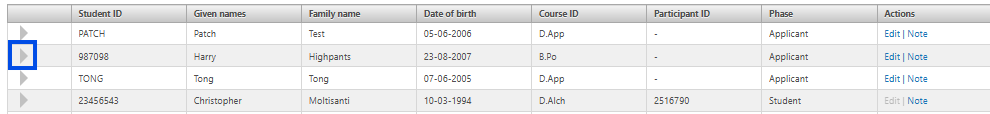 Student ID Given names Family name Date of birth Course ID Participant ID Phase Actions
PATCH Patch Test 05-06-2006 D.App - Applicant Edit | Note
987098 Harry Highpants 23-08-2007 B.Po - Applicant Edit | Note
TONG Tong Tong 07-06-2005 D.App - Applicant Edit | Note
23456543 Christopher Moltisanti 10-03-1994 D.Alch 2516790 Student Edit | Note